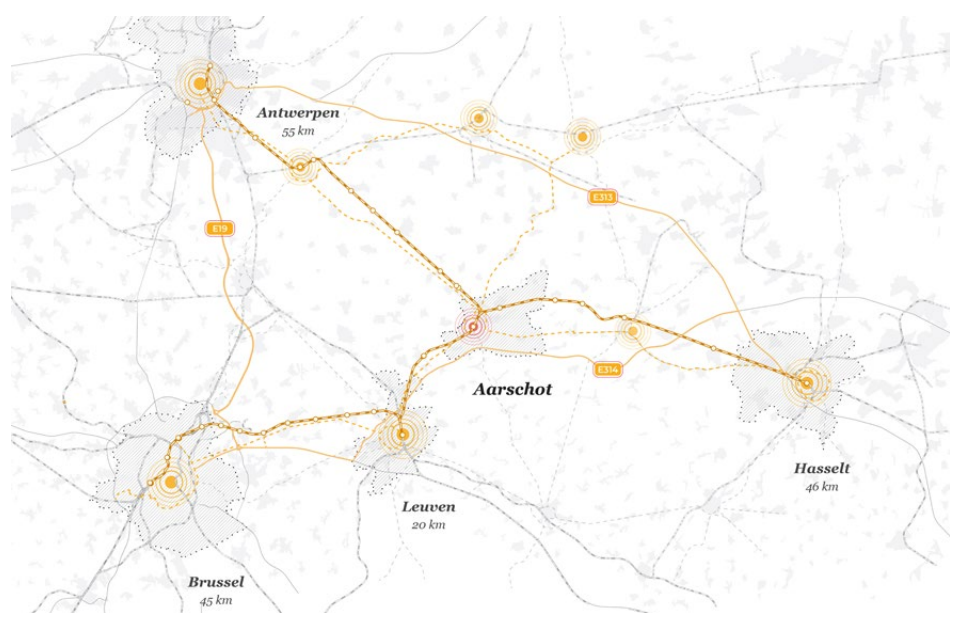 Antwerpen
55 km
E313
E19
E314
Aarschot
Hasselt
46 km
Leuven
20 km
Brussel
45 km